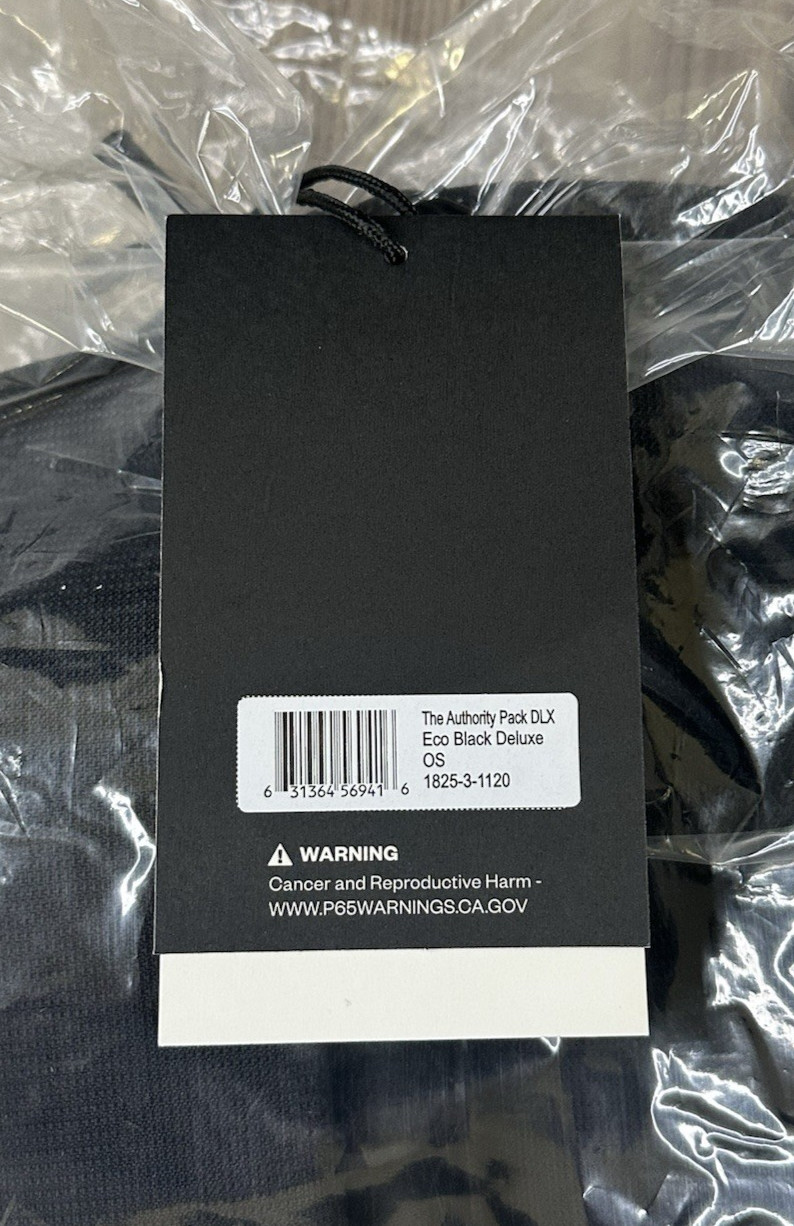 The Authority Pack DLX
Eco Black Deluxe
OS
1825-3-1120
6 31364 56941 6
WARNING
Cancer and Reproductive Harm -
WWW.P65WARNINGS.CA.GOV